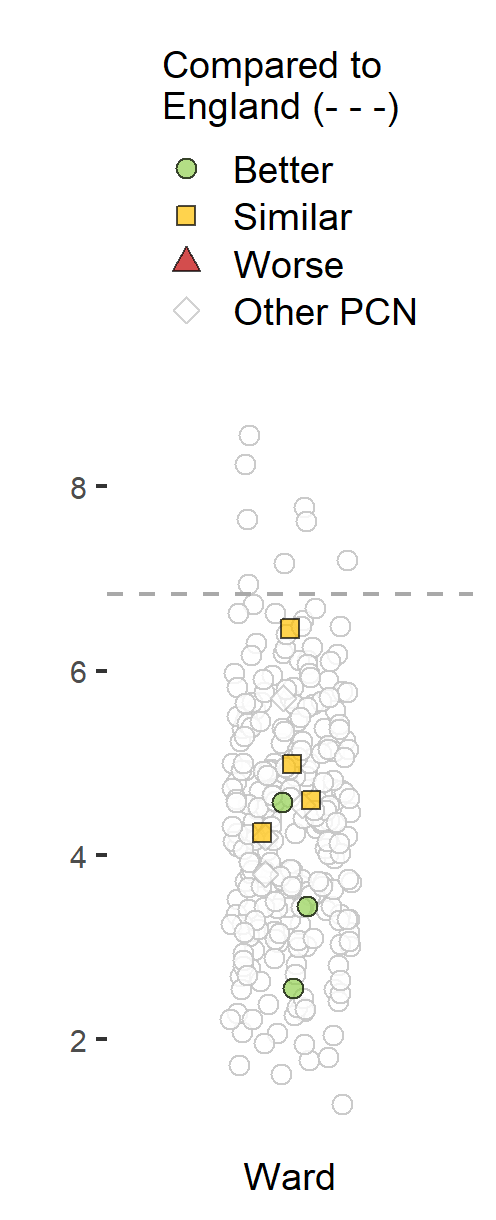 Compared to
England (- - -)
Better
Similar
Worse
Other PCN
8
6
4
2
Ward